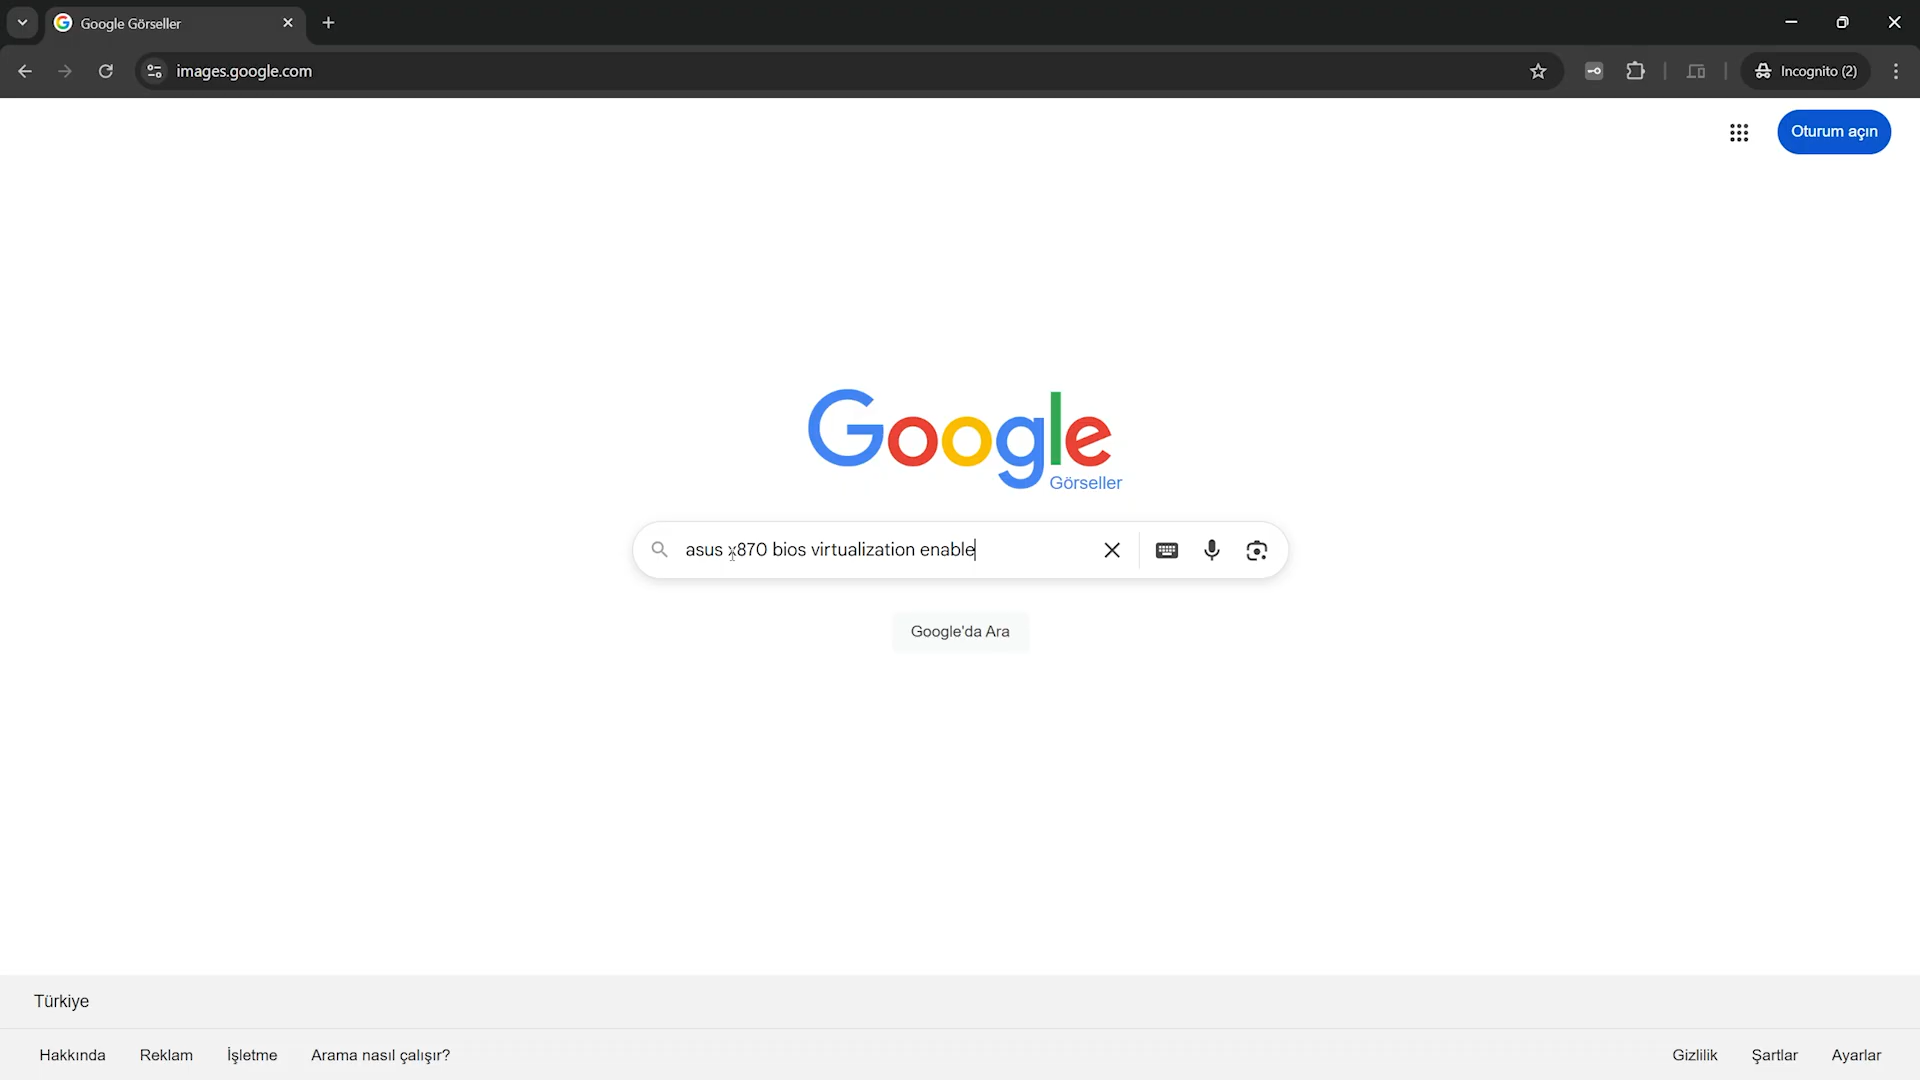 Google Görseller
images.google.com
Incognito (2)
Oturum açın
Google
Görseller
asus x870 bios virtualization enable
Google'da Ara
Türkiye
Hakkında Reklam İşletme Arama nasıl çalışır? Gizlilik Şartlar Ayarlar